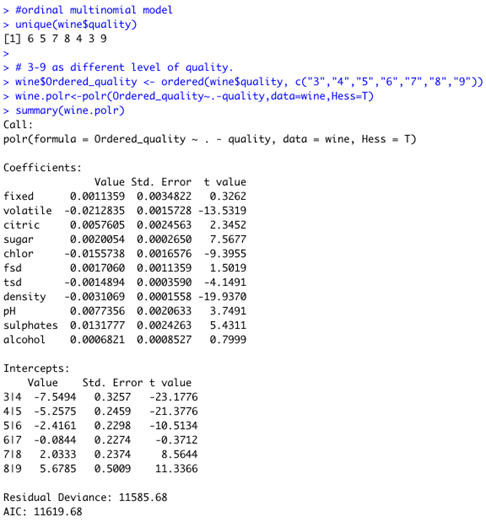 > #ordinal multinomial model
> unique(wine$quality)
[1] 6 5 7 8 4 3 9
>
> # 3-9 as different level of quality.
> wine$Ordered_quality <- ordered(wine$quality, c("3","4","5","6","7","8","9"))
> wine.polr<-polr(Ordered_quality~.-quality,data=wine,Hess=T)
> summary(wine.polr)
Call:
polr(formula = Ordered_quality ~ . - quality, data = wine, Hess = T)
Coefficients:
Value Std. Error t value
fixed 0.0011359 0.0034822 0.3262
volatile -0.0212835 0.0015728 -13.5319
citric 0.0057605 0.0024563 2.3452
sugar 0.0020054 0.0002650 7.5677
chlor -0.0155738 0.0016576 -9.3955
fsd 0.0017060 0.0011359 1.5019
tsd -0.0014894 0.0003590 -4.1491
density -0.0031069 0.0001558 -19.9370
pH 0.0077356 0.0020633 3.7491
sulphates 0.0131777 0.0024263 5.4311
alcohol 0.0006821 0.0008527 0.7999
Intercepts:
Value Std. Error t value
3|4 -7.5494 0.3257 -23.1776
4|5 -5.2575 0.2459 -21.3776
5|6 -2.4161 0.2298 -10.5134
6|7 -0.0844 0.2274 -0.3712
7|8 2.0333 0.2374 8.5644
8|9 5.6785 0.5009 11.3366
Residual Deviance: 11585.68
AIC: 11619.68